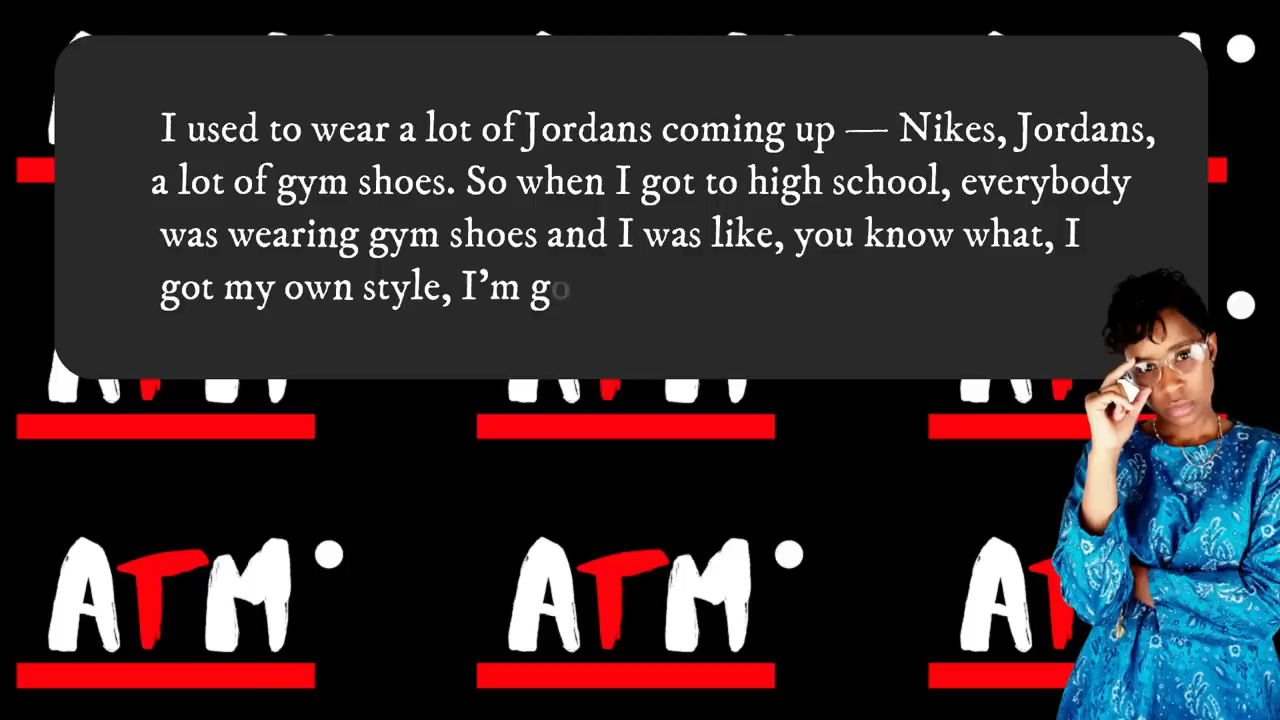 I used to wear a lot of Jordans coming up — Nikes, Jordans,
a lot of gym shoes. So when I got to high school, everybody
was wearing gym shoes and I was like, you know what, I
got my own style, I’m go
ATM
ATM